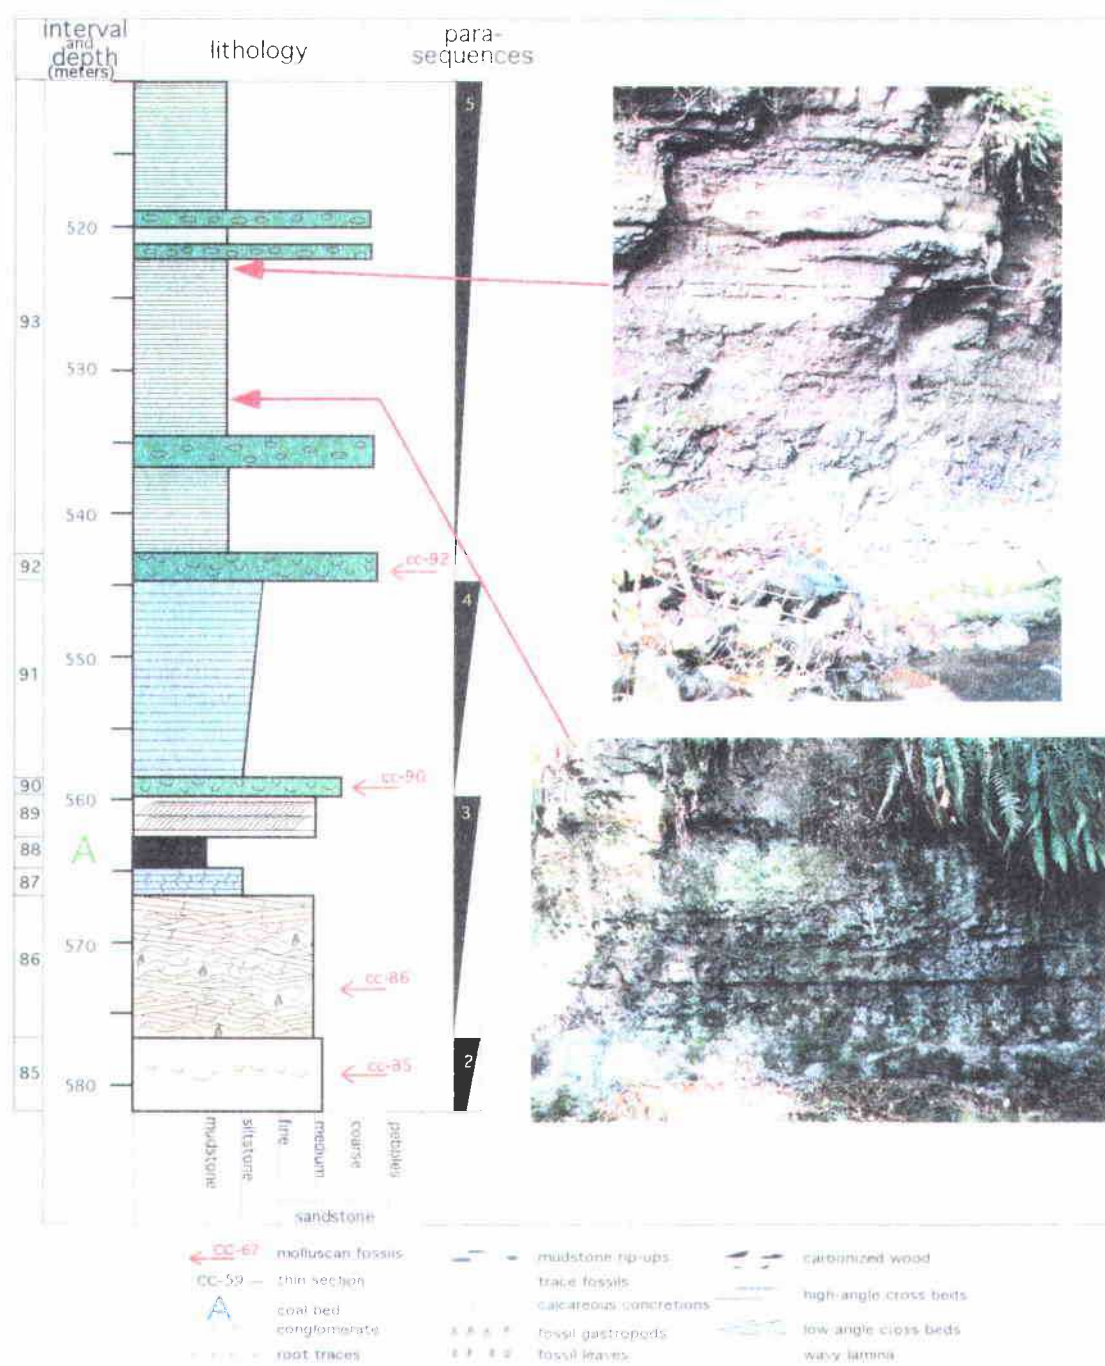 interval
and
depth
(meters)
lithology
para-
sequences
5
520
93
530
540
92
cc-92
4
550
91
90
cc-90
560
89
3
88
A
87
570
86
cc-86
85
cc-85
2
580
mudstone
siltstone
fine
medium
coarse
pebbles
sandstone
CC-67 molluscan fossils
CC-59 thin section
A coal bed
conglomerate
root traces
mudstone rip-ups
trace fossils
calcareous concretions
fossil gastropods
fossil leaves
carbonized wood
high-angle cross beds
low angle cross beds
wavy lamina